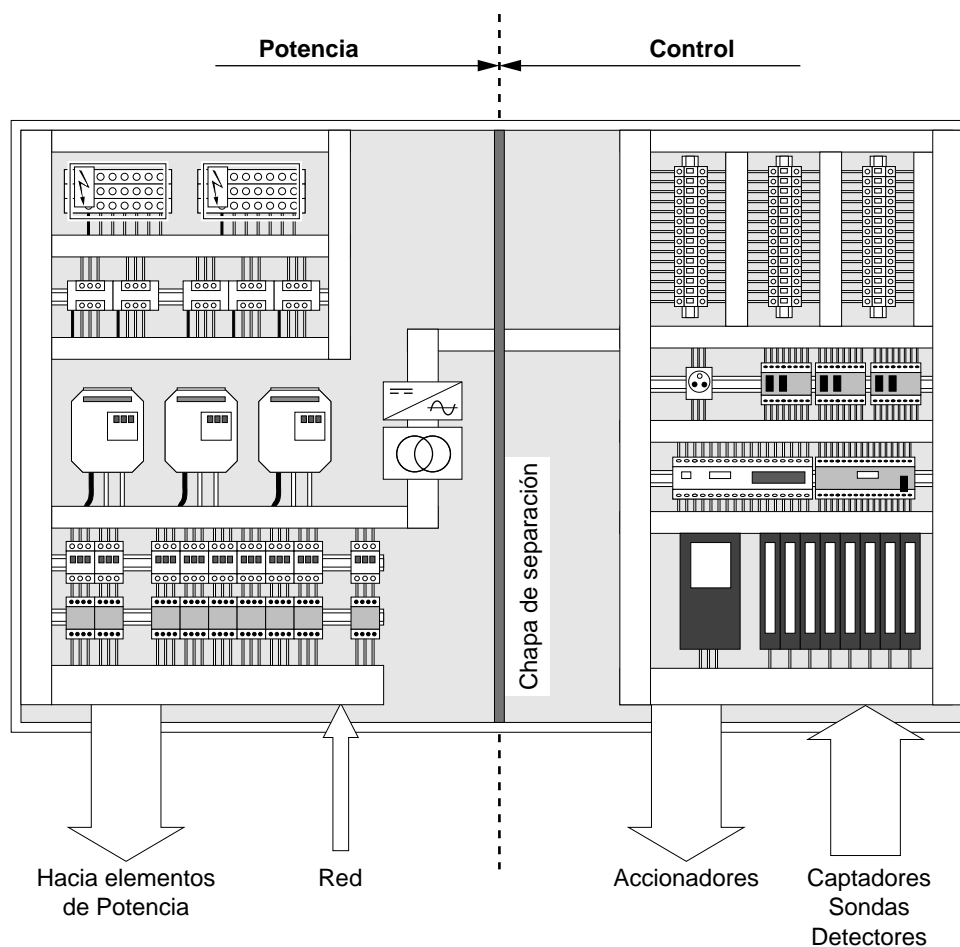 Potencia
Control
Chapa de separación
Hacia elementos
de Potencia
Red
Accionadores
Captadores
Sondas
Detectores